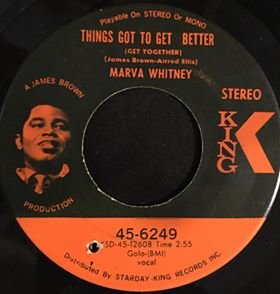 Playable On STEREO Or MONO
THINGS GOT TO GET BETTER
(GET TOGETHER)
(James Brown-Alfred Ellis)
MARVA WHITNEY
STEREO
A JAMES BROWN
PRODUCTION
KING
K
45-6249
KSD-45-12608 Time 2:55
Golo-(BMI)
vocal
Distributed By STARDAY-KING RECORDS INC.